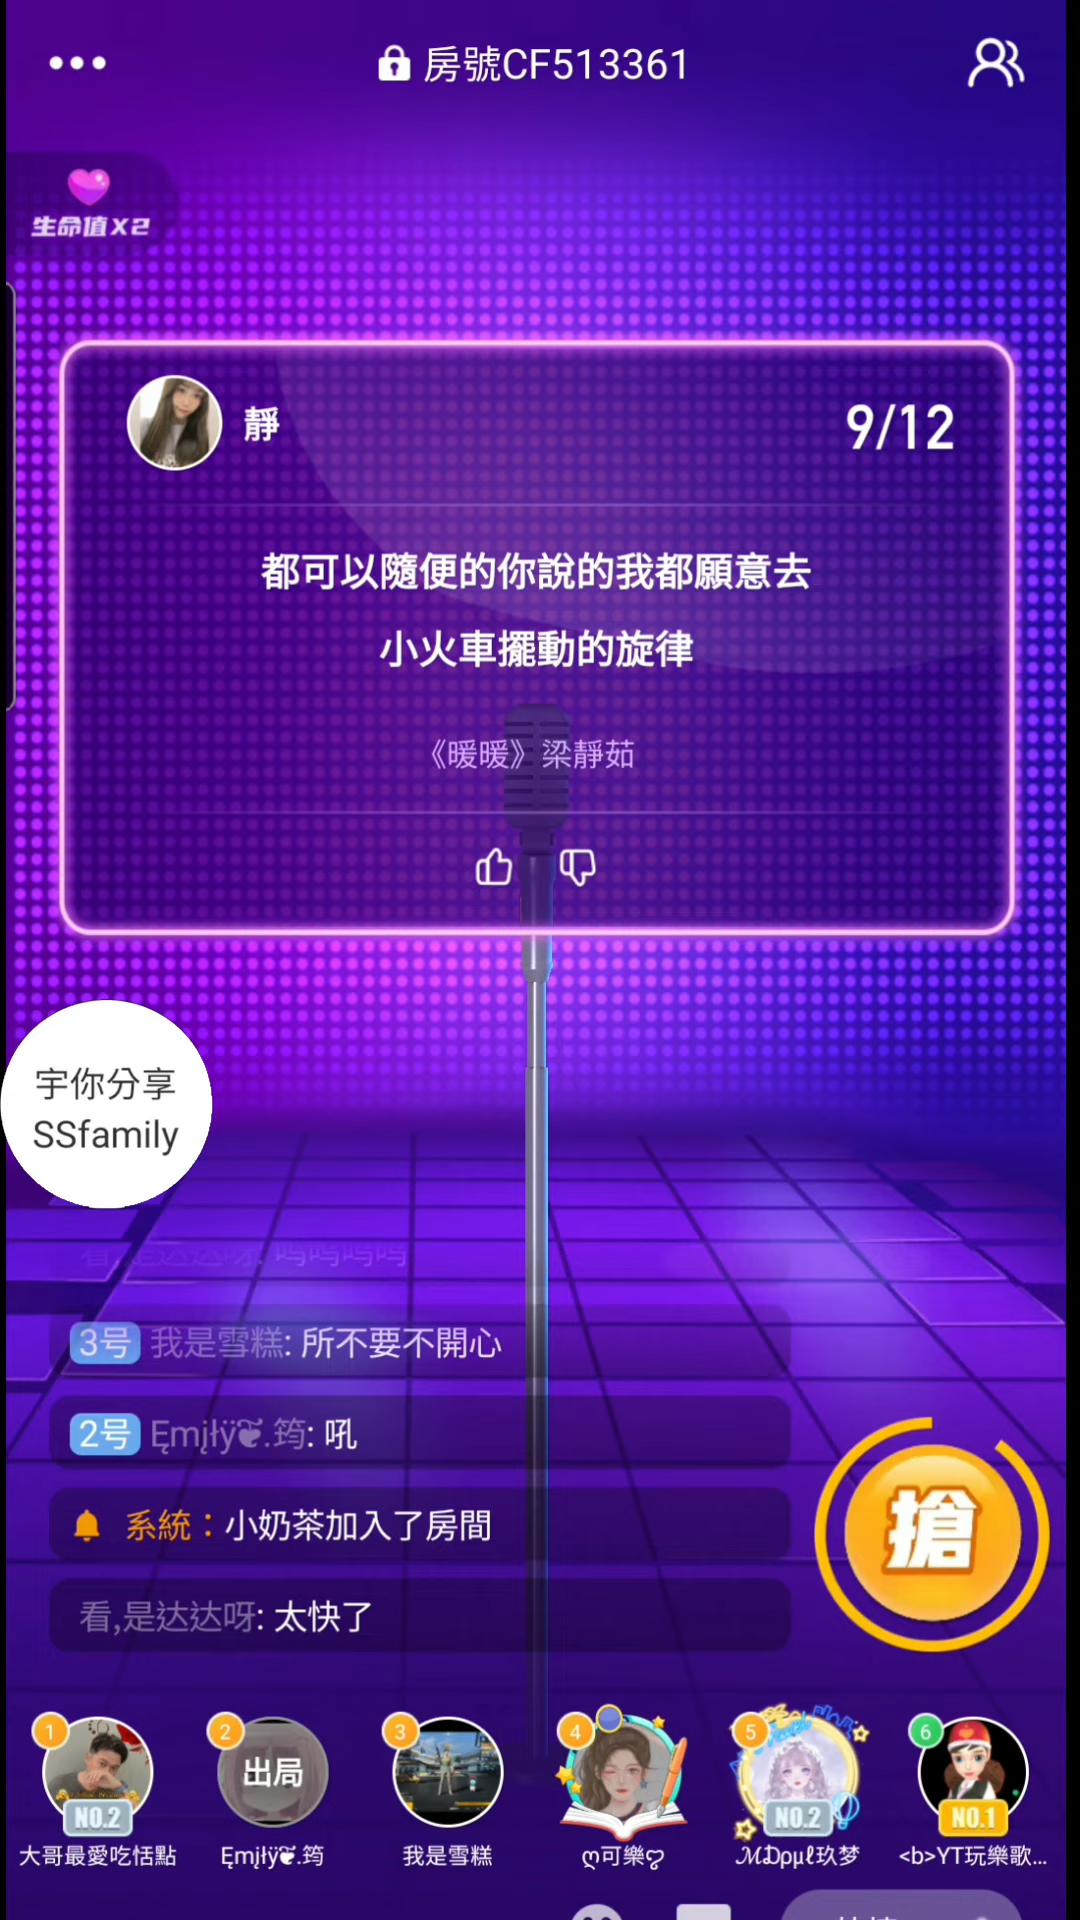 房號CF513361
生命值X2
靜
9/12
都可以隨便的你說的我都願意去
小火車擺動的旋律
《暖暖》梁靜茹
宇你分享
SSfamily
3号 我是雪糕: 所不要不開心
2号 Ęmįłÿ❦.筠: 吼
系統：小奶茶加入了房間
看,是达达呀: 太快了
搶
1 2 3 4 5 6
出局
NO.2 NO.2 NO.1
大哥最愛吃恬點 Ęmįłÿ❦.筠 我是雪糕 ღ可樂ღ ℳᎠρμℓ玖梦 <b>YT玩樂歌...